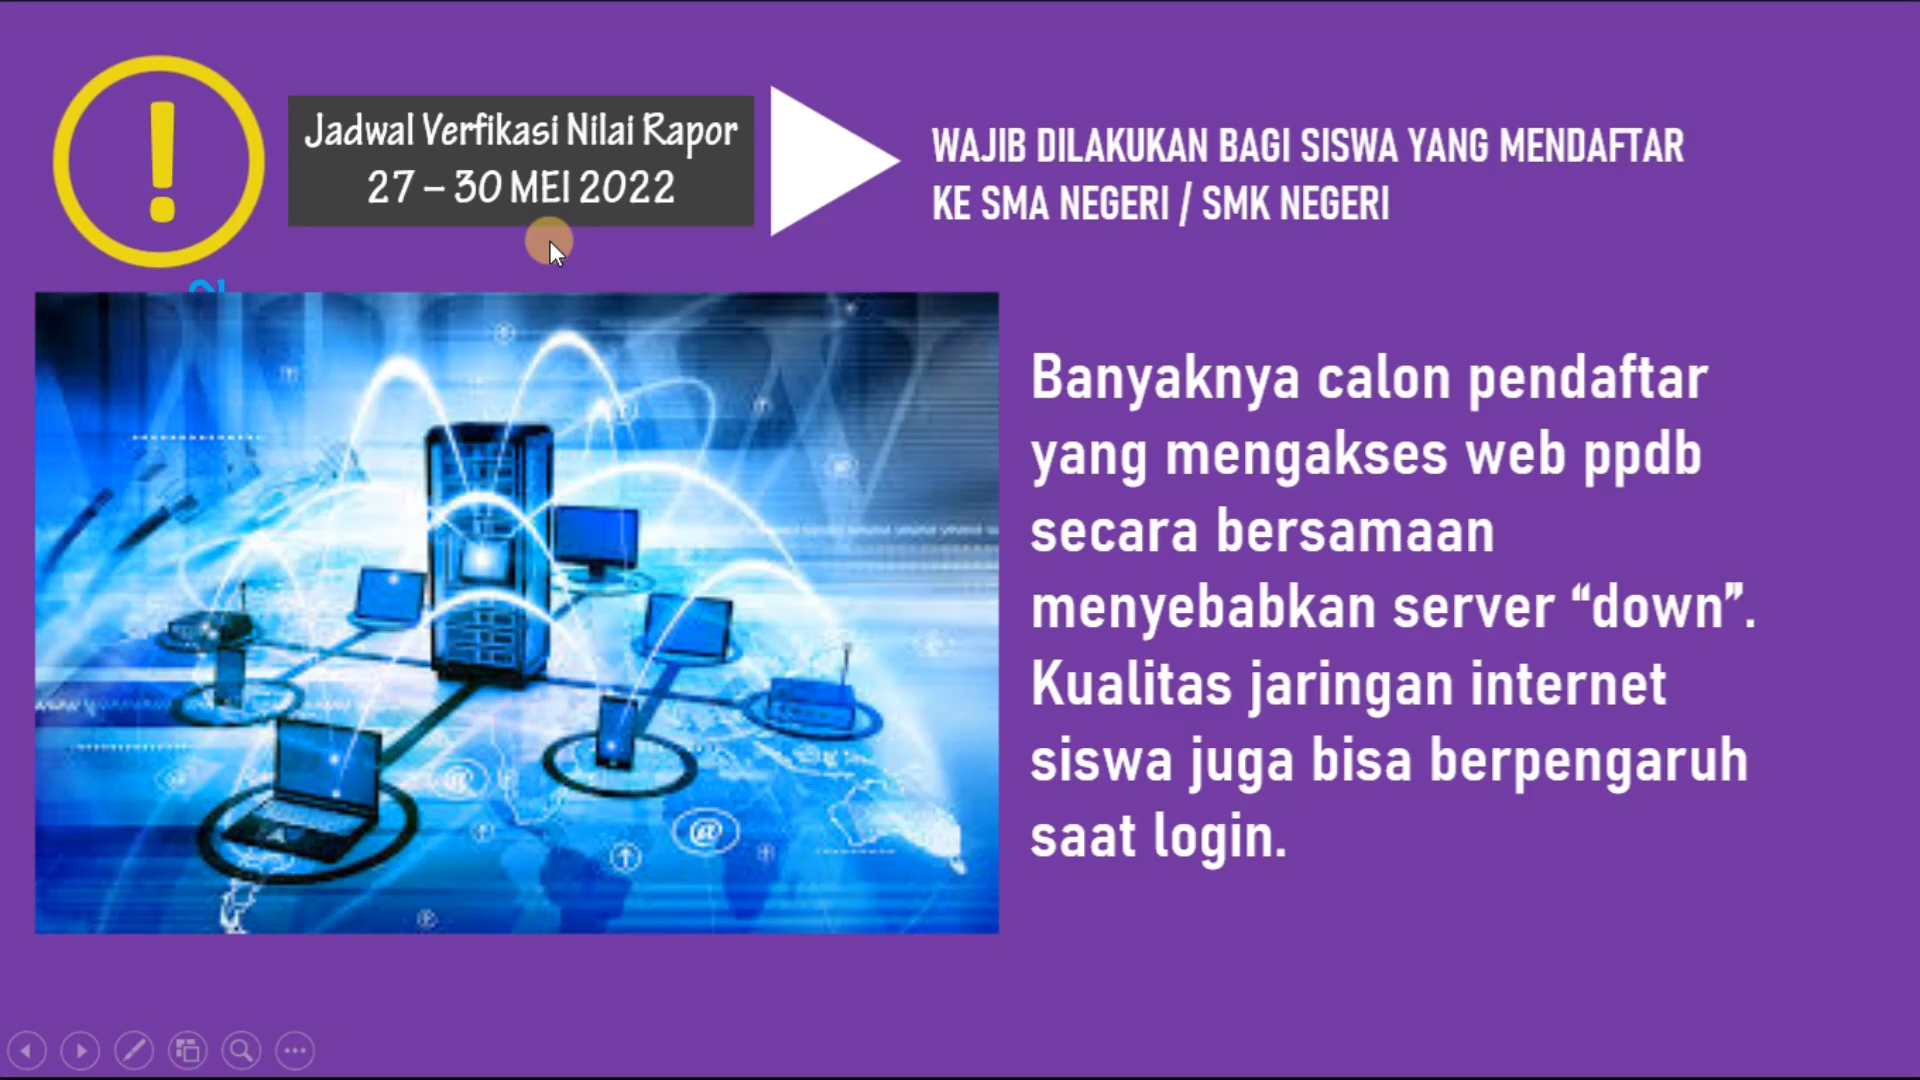 Jadwal Verfikasi Nilai Rapor
27 – 30 MEI 2022
WAJIB DILAKUKAN BAGI SISWA YANG MENDAFTAR
KE SMA NEGERI / SMK NEGERI
Banyaknya calon pendaftar
yang mengakses web ppdb
secara bersamaan
menyebabkan server “down”.
Kualitas jaringan internet
siswa juga bisa berpengaruh
saat login.